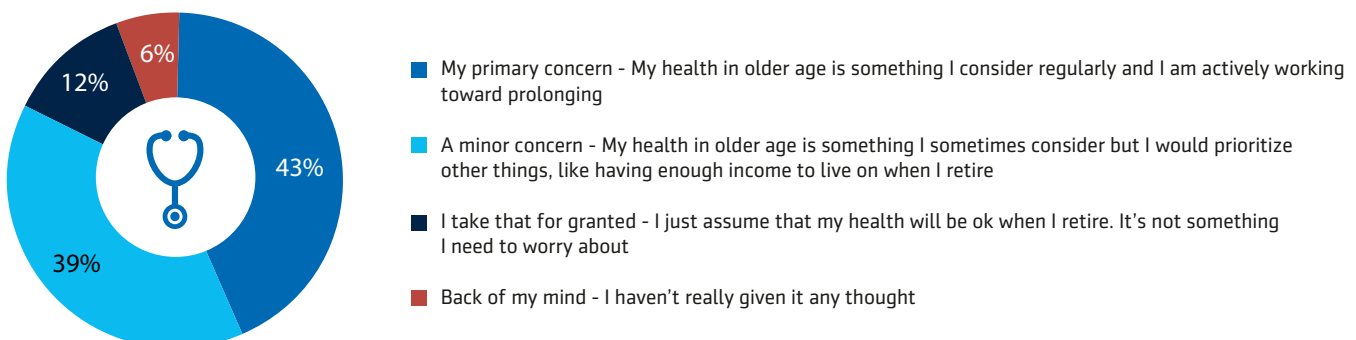 6%
12%
43%
39%
My primary concern - My health in older age is something I consider regularly and I am actively working
toward prolonging
A minor concern - My health in older age is something I sometimes consider but I would prioritize
other things, like having enough income to live on when I retire
I take that for granted - I just assume that my health will be ok when I retire. It's not something
I need to worry about
Back of my mind - I haven't really given it any thought